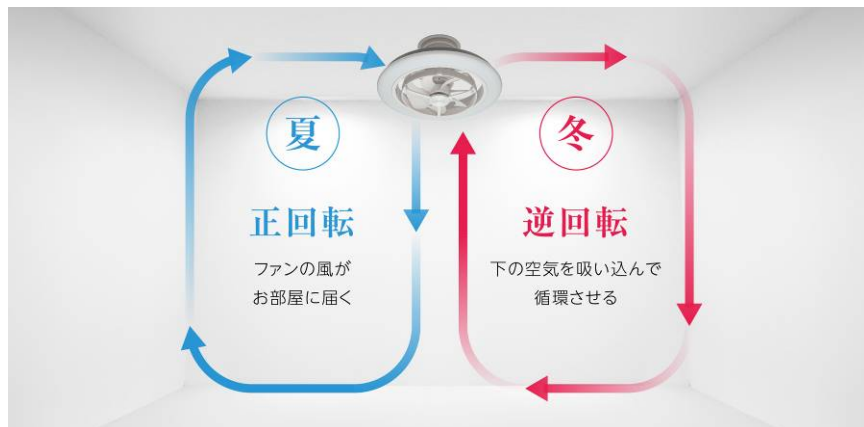 夏
正回転
ファンの風が
お部屋に届く
冬
逆回転
下の空気を吸い込んで
循環させる